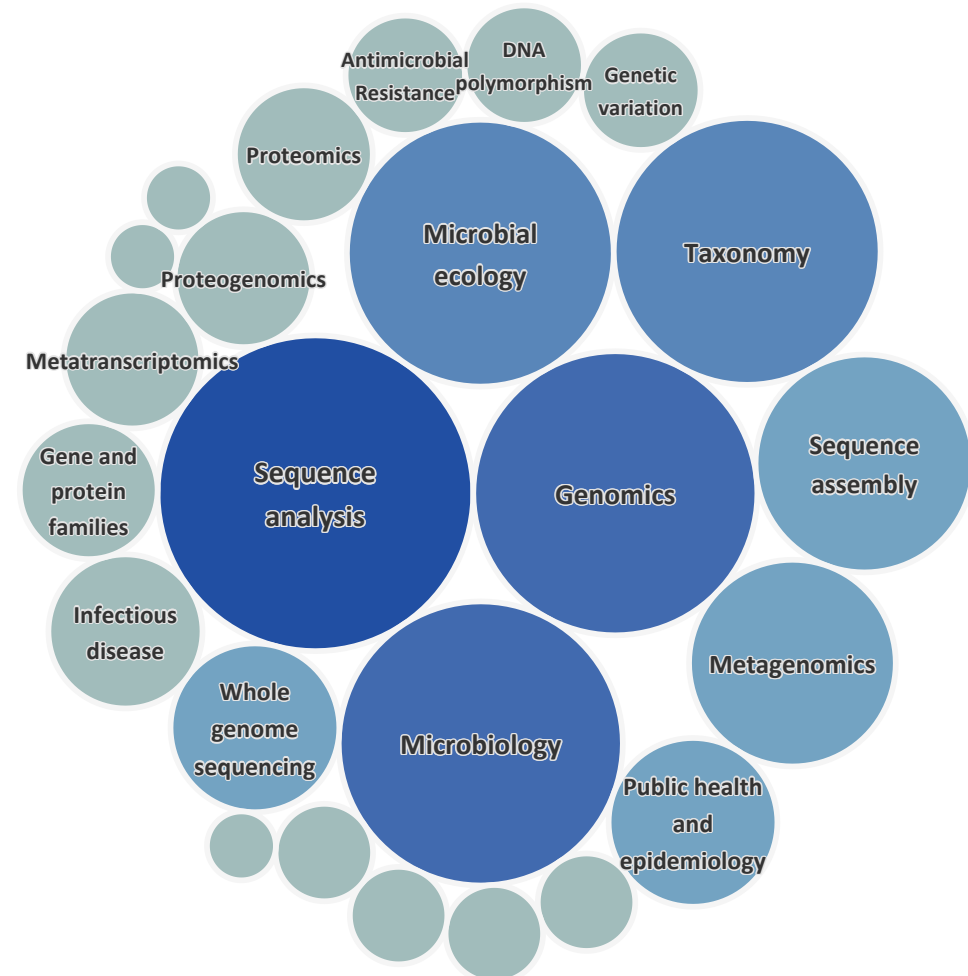 Antimicrobial
Resistance
DNA
polymorphism
Genetic
variation
Proteomics
Microbial
ecology
Taxonomy
Proteogenomics
Metatranscriptomics
Gene and
protein
families
Sequence
analysis
Genomics
Sequence
assembly
Infectious
disease
Metagenomics
Whole
genome
sequencing
Microbiology
Public health
and
epidemiology